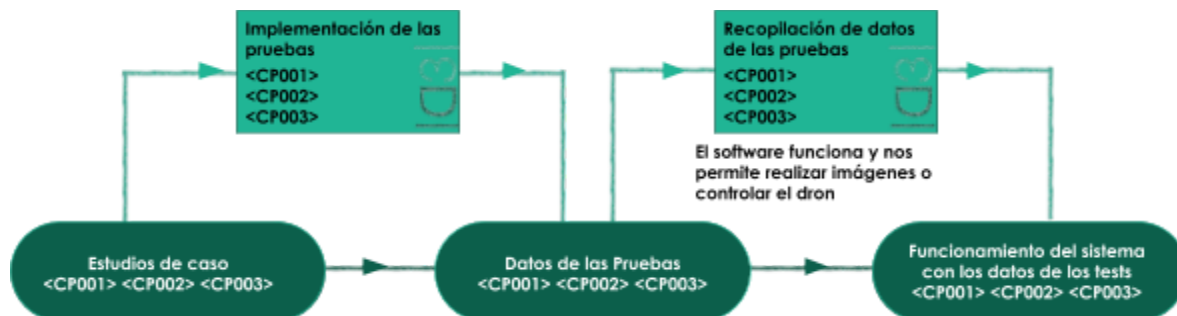 Implementación de las
pruebas
<CP001>
<CP002>
<CP003>
Recopilación de datos
de las pruebas
<CP001>
<CP002>
<CP003>
El software funciona y nos
permite realizar imágenes o
controlar el dron
Estudios de caso
<CP001> <CP002> <CP003>
Datos de las Pruebas
<CP001> <CP002> <CP003>
Funcionamiento del sistema
con los datos de los tests
<CP001> <CP002> <CP003>